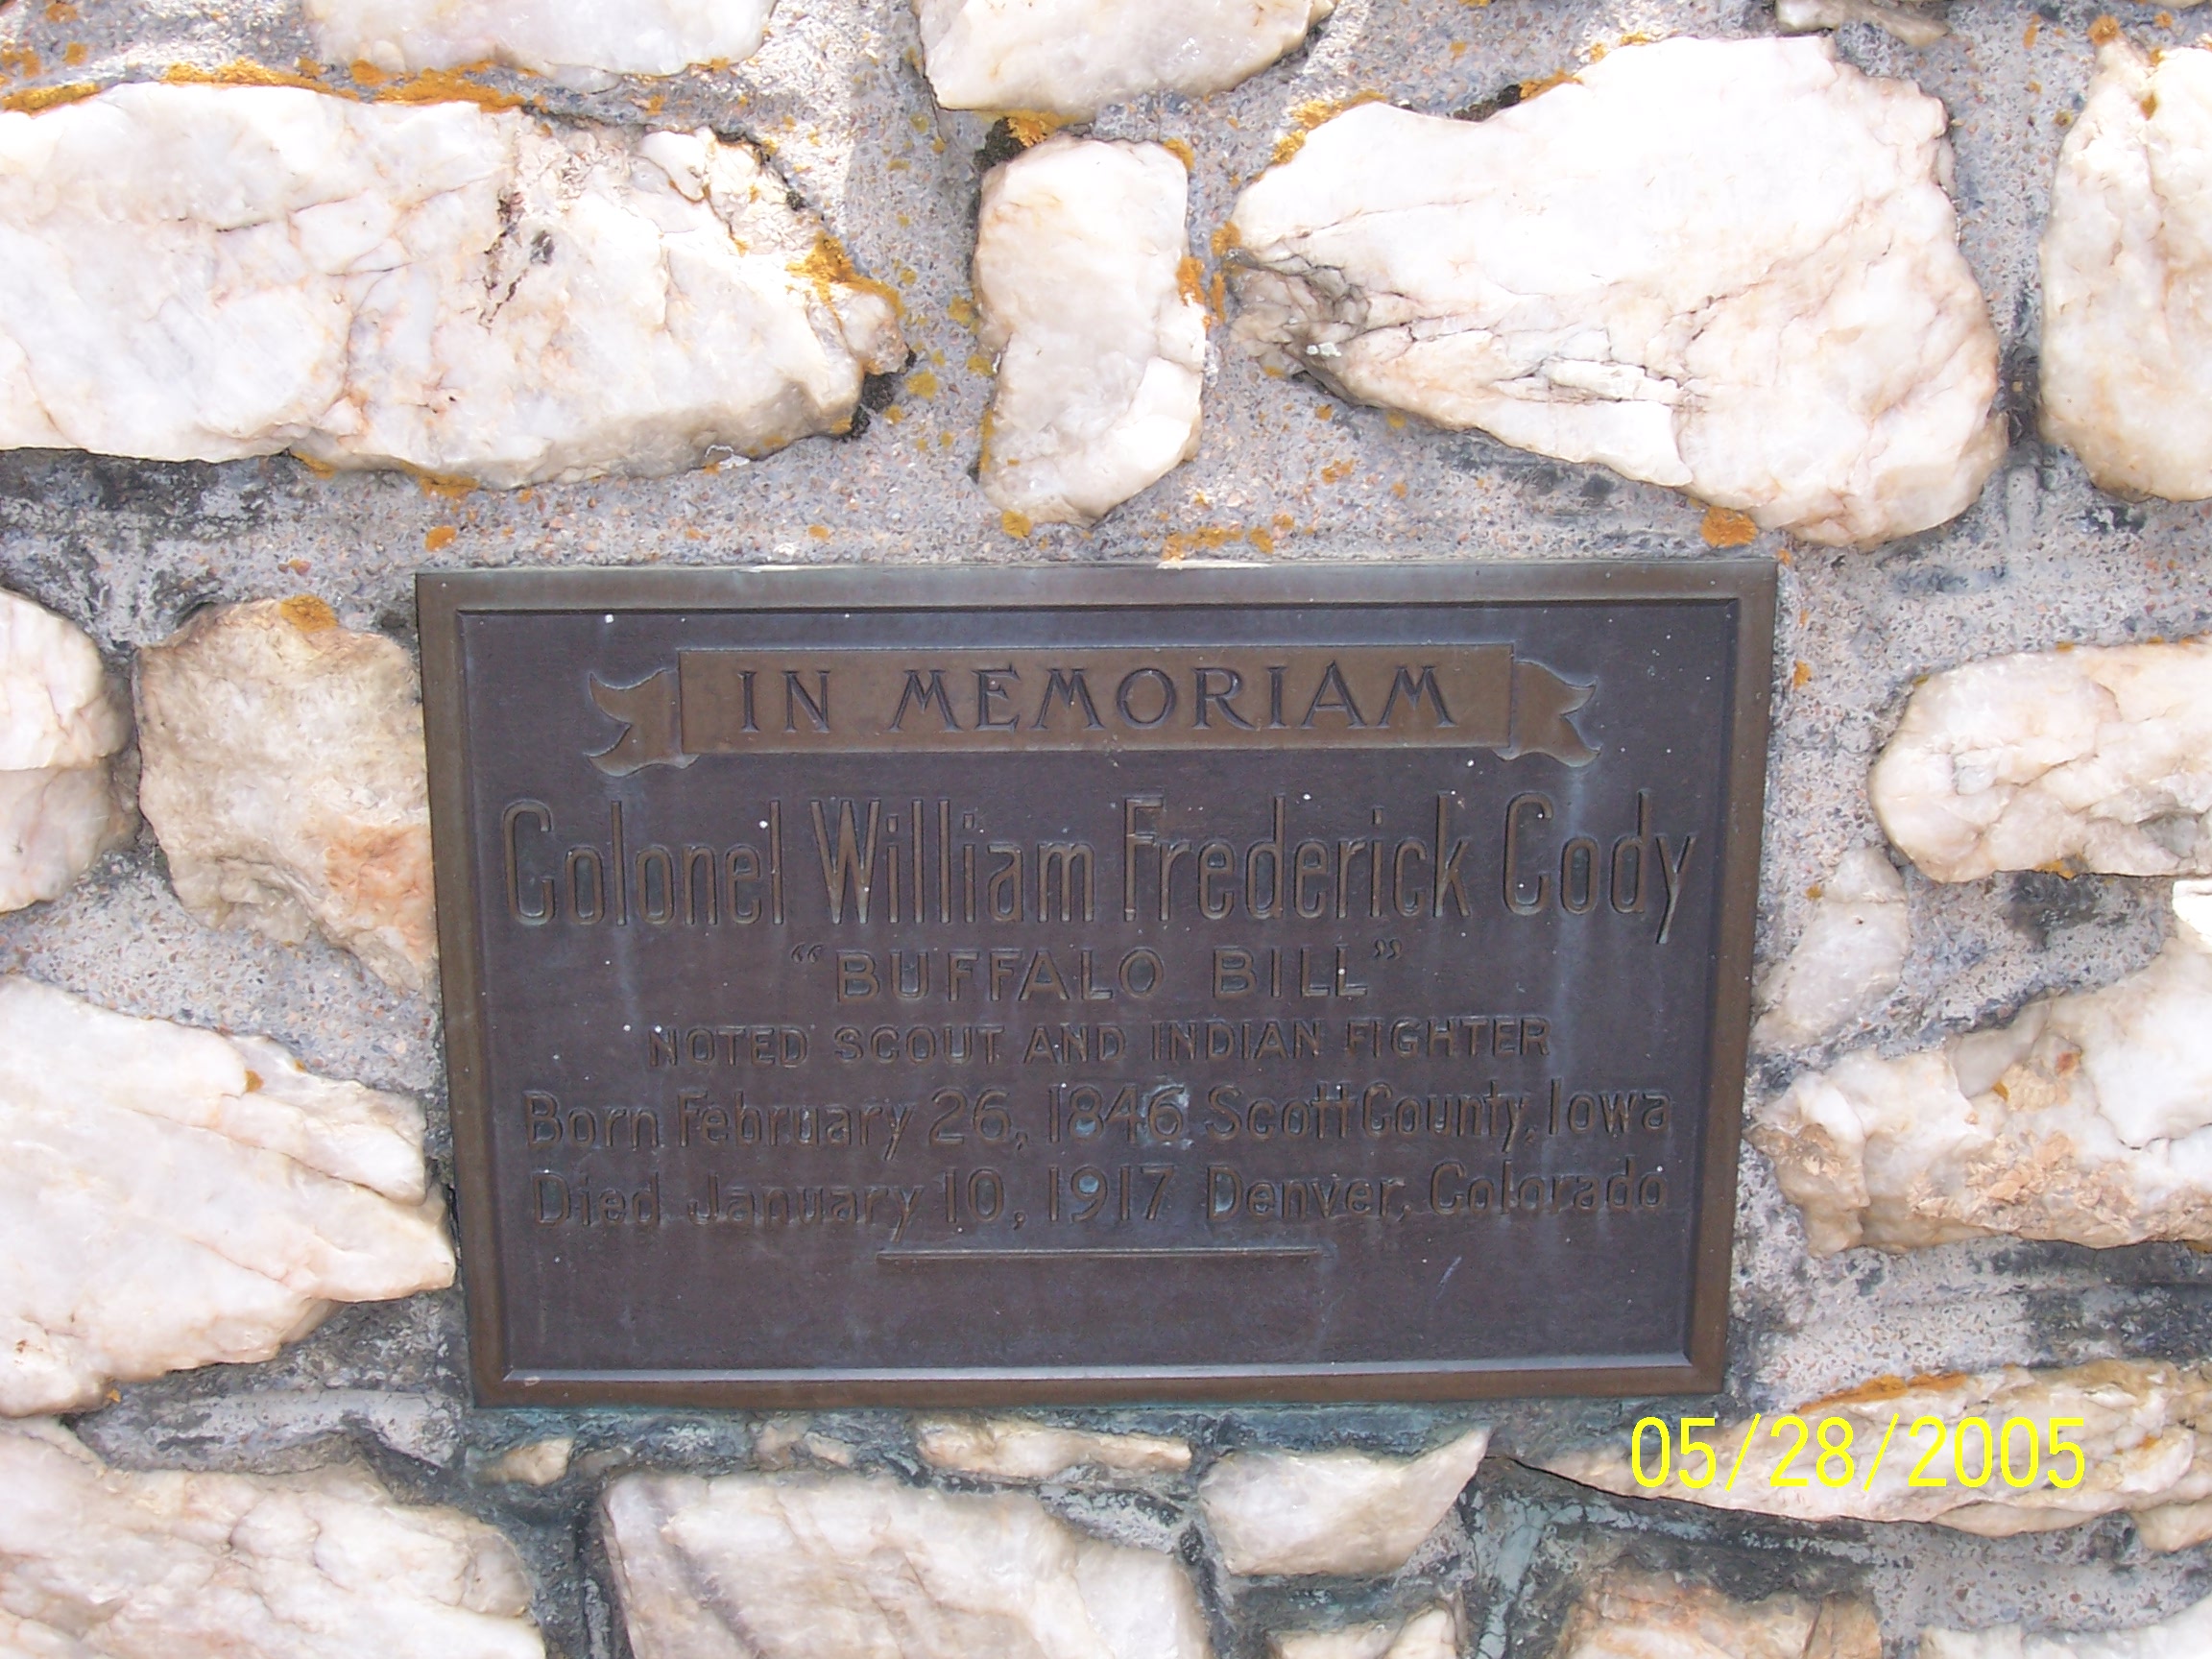 IN MEMORIAM
Colonel William Frederick Cody
"BUFFALO BILL"
NOTED SCOUT AND INDIAN FIGHTER
Born February 26, 1846 Scott County, Iowa
Died January 10, 1917 Denver, Colorado
05/28/2005